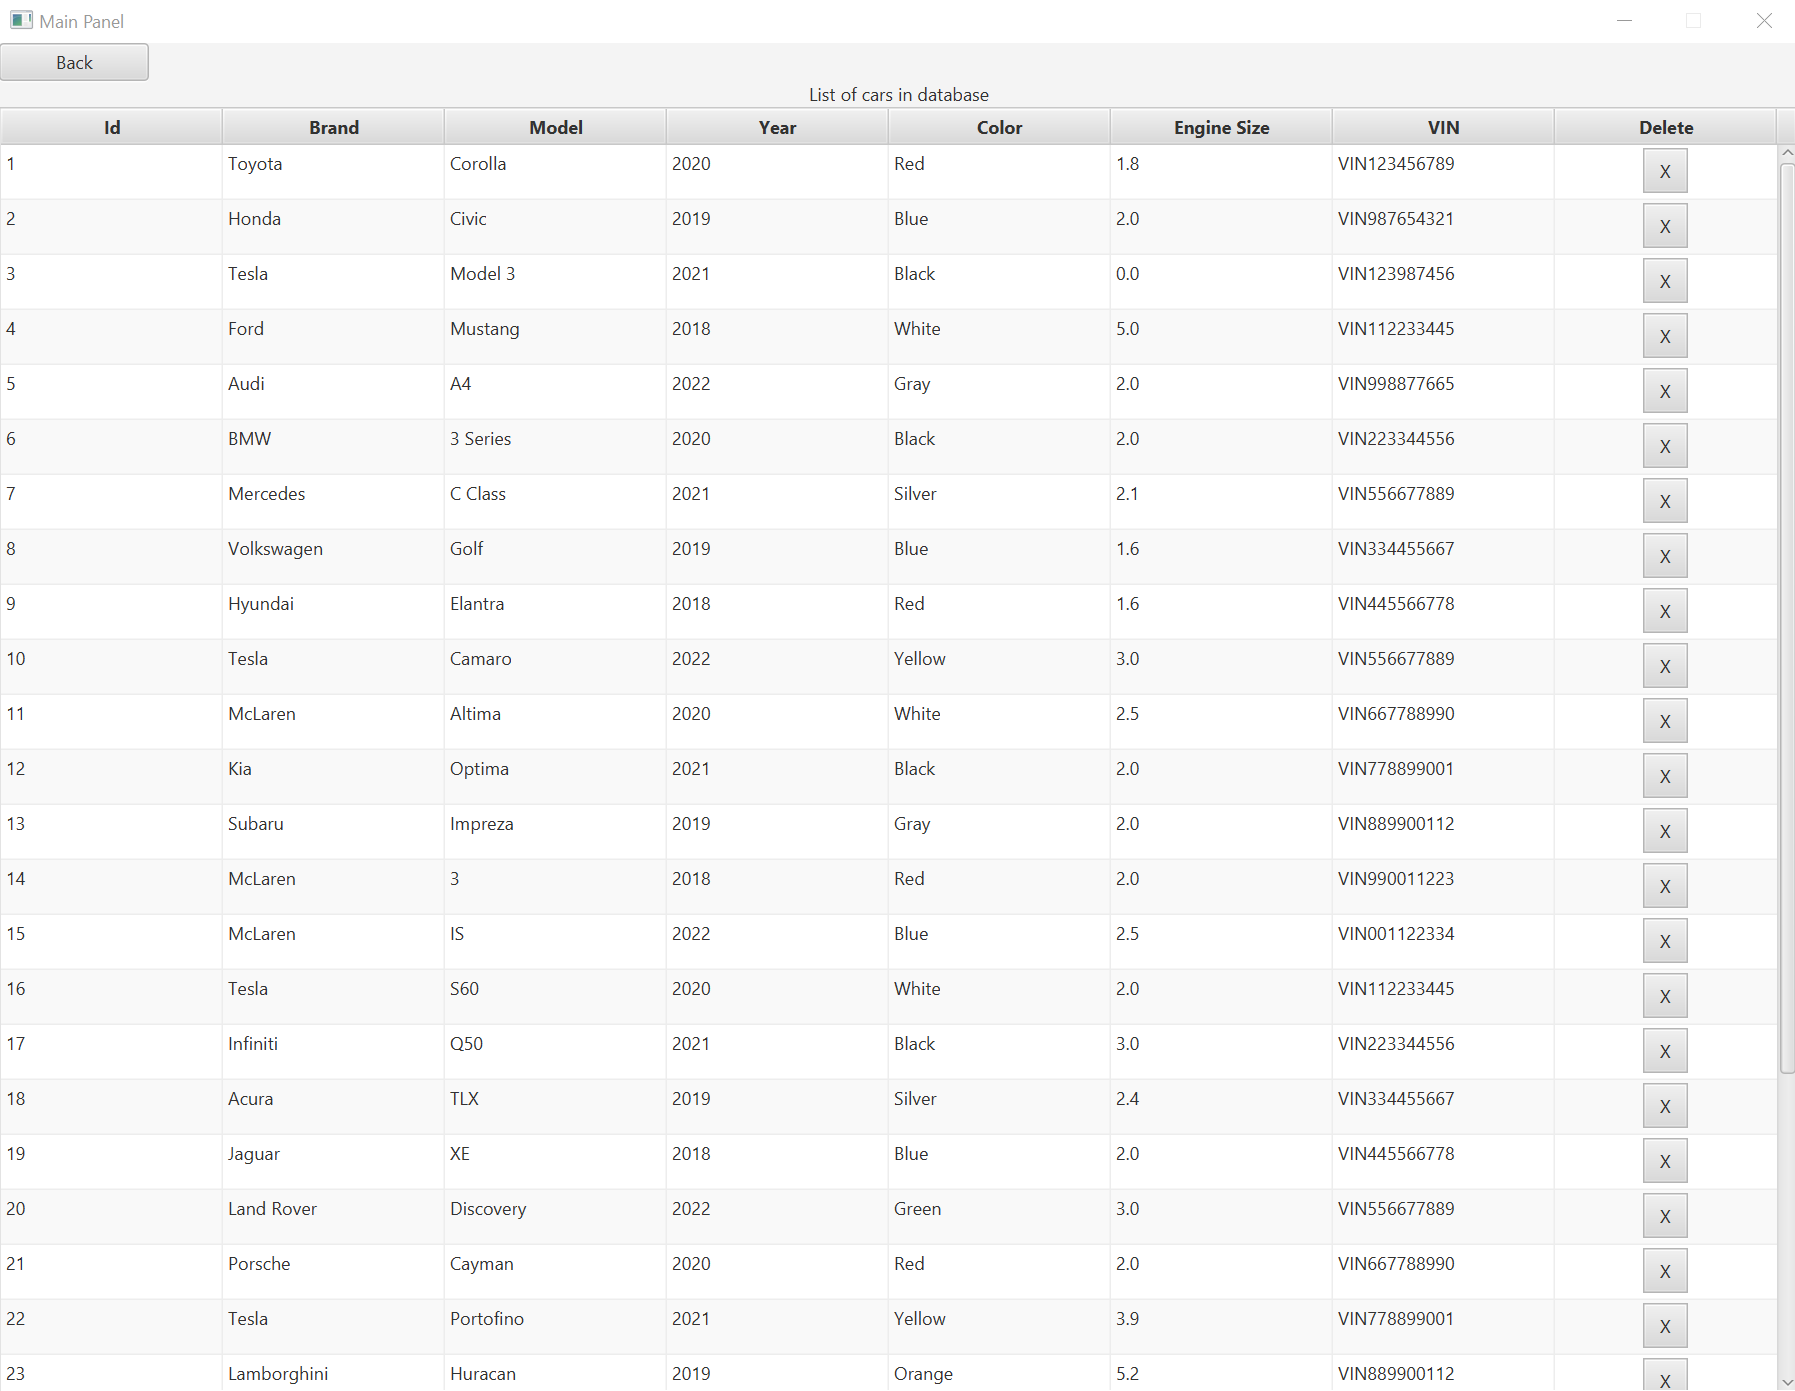 Main Panel
Back
List of cars in database
Id Brand Model Year Color Engine Size VIN Delete
1 Toyota Corolla 2020 Red 1.8 VIN123456789 X
2 Honda Civic 2019 Blue 2.0 VIN987654321 X
3 Tesla Model 3 2021 Black 0.0 VIN123987456 X
4 Ford Mustang 2018 White 5.0 VIN112233445 X
5 Audi A4 2022 Gray 2.0 VIN998877665 X
6 BMW 3 Series 2020 Black 2.0 VIN223344556 X
7 Mercedes C Class 2021 Silver 2.1 VIN556677889 X
8 Volkswagen Golf 2019 Blue 1.6 VIN334455667 X
9 Hyundai Elantra 2018 Red 1.6 VIN445566778 X
10 Tesla Camaro 2022 Yellow 3.0 VIN556677889 X
11 McLaren Altima 2020 White 2.5 VIN667788990 X
12 Kia Optima 2021 Black 2.0 VIN778899001 X
13 Subaru Impreza 2019 Gray 2.0 VIN889900112 X
14 McLaren 3 2018 Red 2.0 VIN990011223 X
15 McLaren IS 2022 Blue 2.5 VIN001122334 X
16 Tesla S60 2020 White 2.0 VIN112233445 X
17 Infiniti Q50 2021 Black 3.0 VIN223344556 X
18 Acura TLX 2019 Silver 2.4 VIN334455667 X
19 Jaguar XE 2018 Blue 2.0 VIN445566778 X
20 Land Rover Discovery 2022 Green 3.0 VIN556677889 X
21 Porsche Cayman 2020 Red 2.0 VIN667788990 X
22 Tesla Portofino 2021 Yellow 3.9 VIN778899001 X
23 Lamborghini Huracan 2019 Orange 5.2 VIN889900112 X